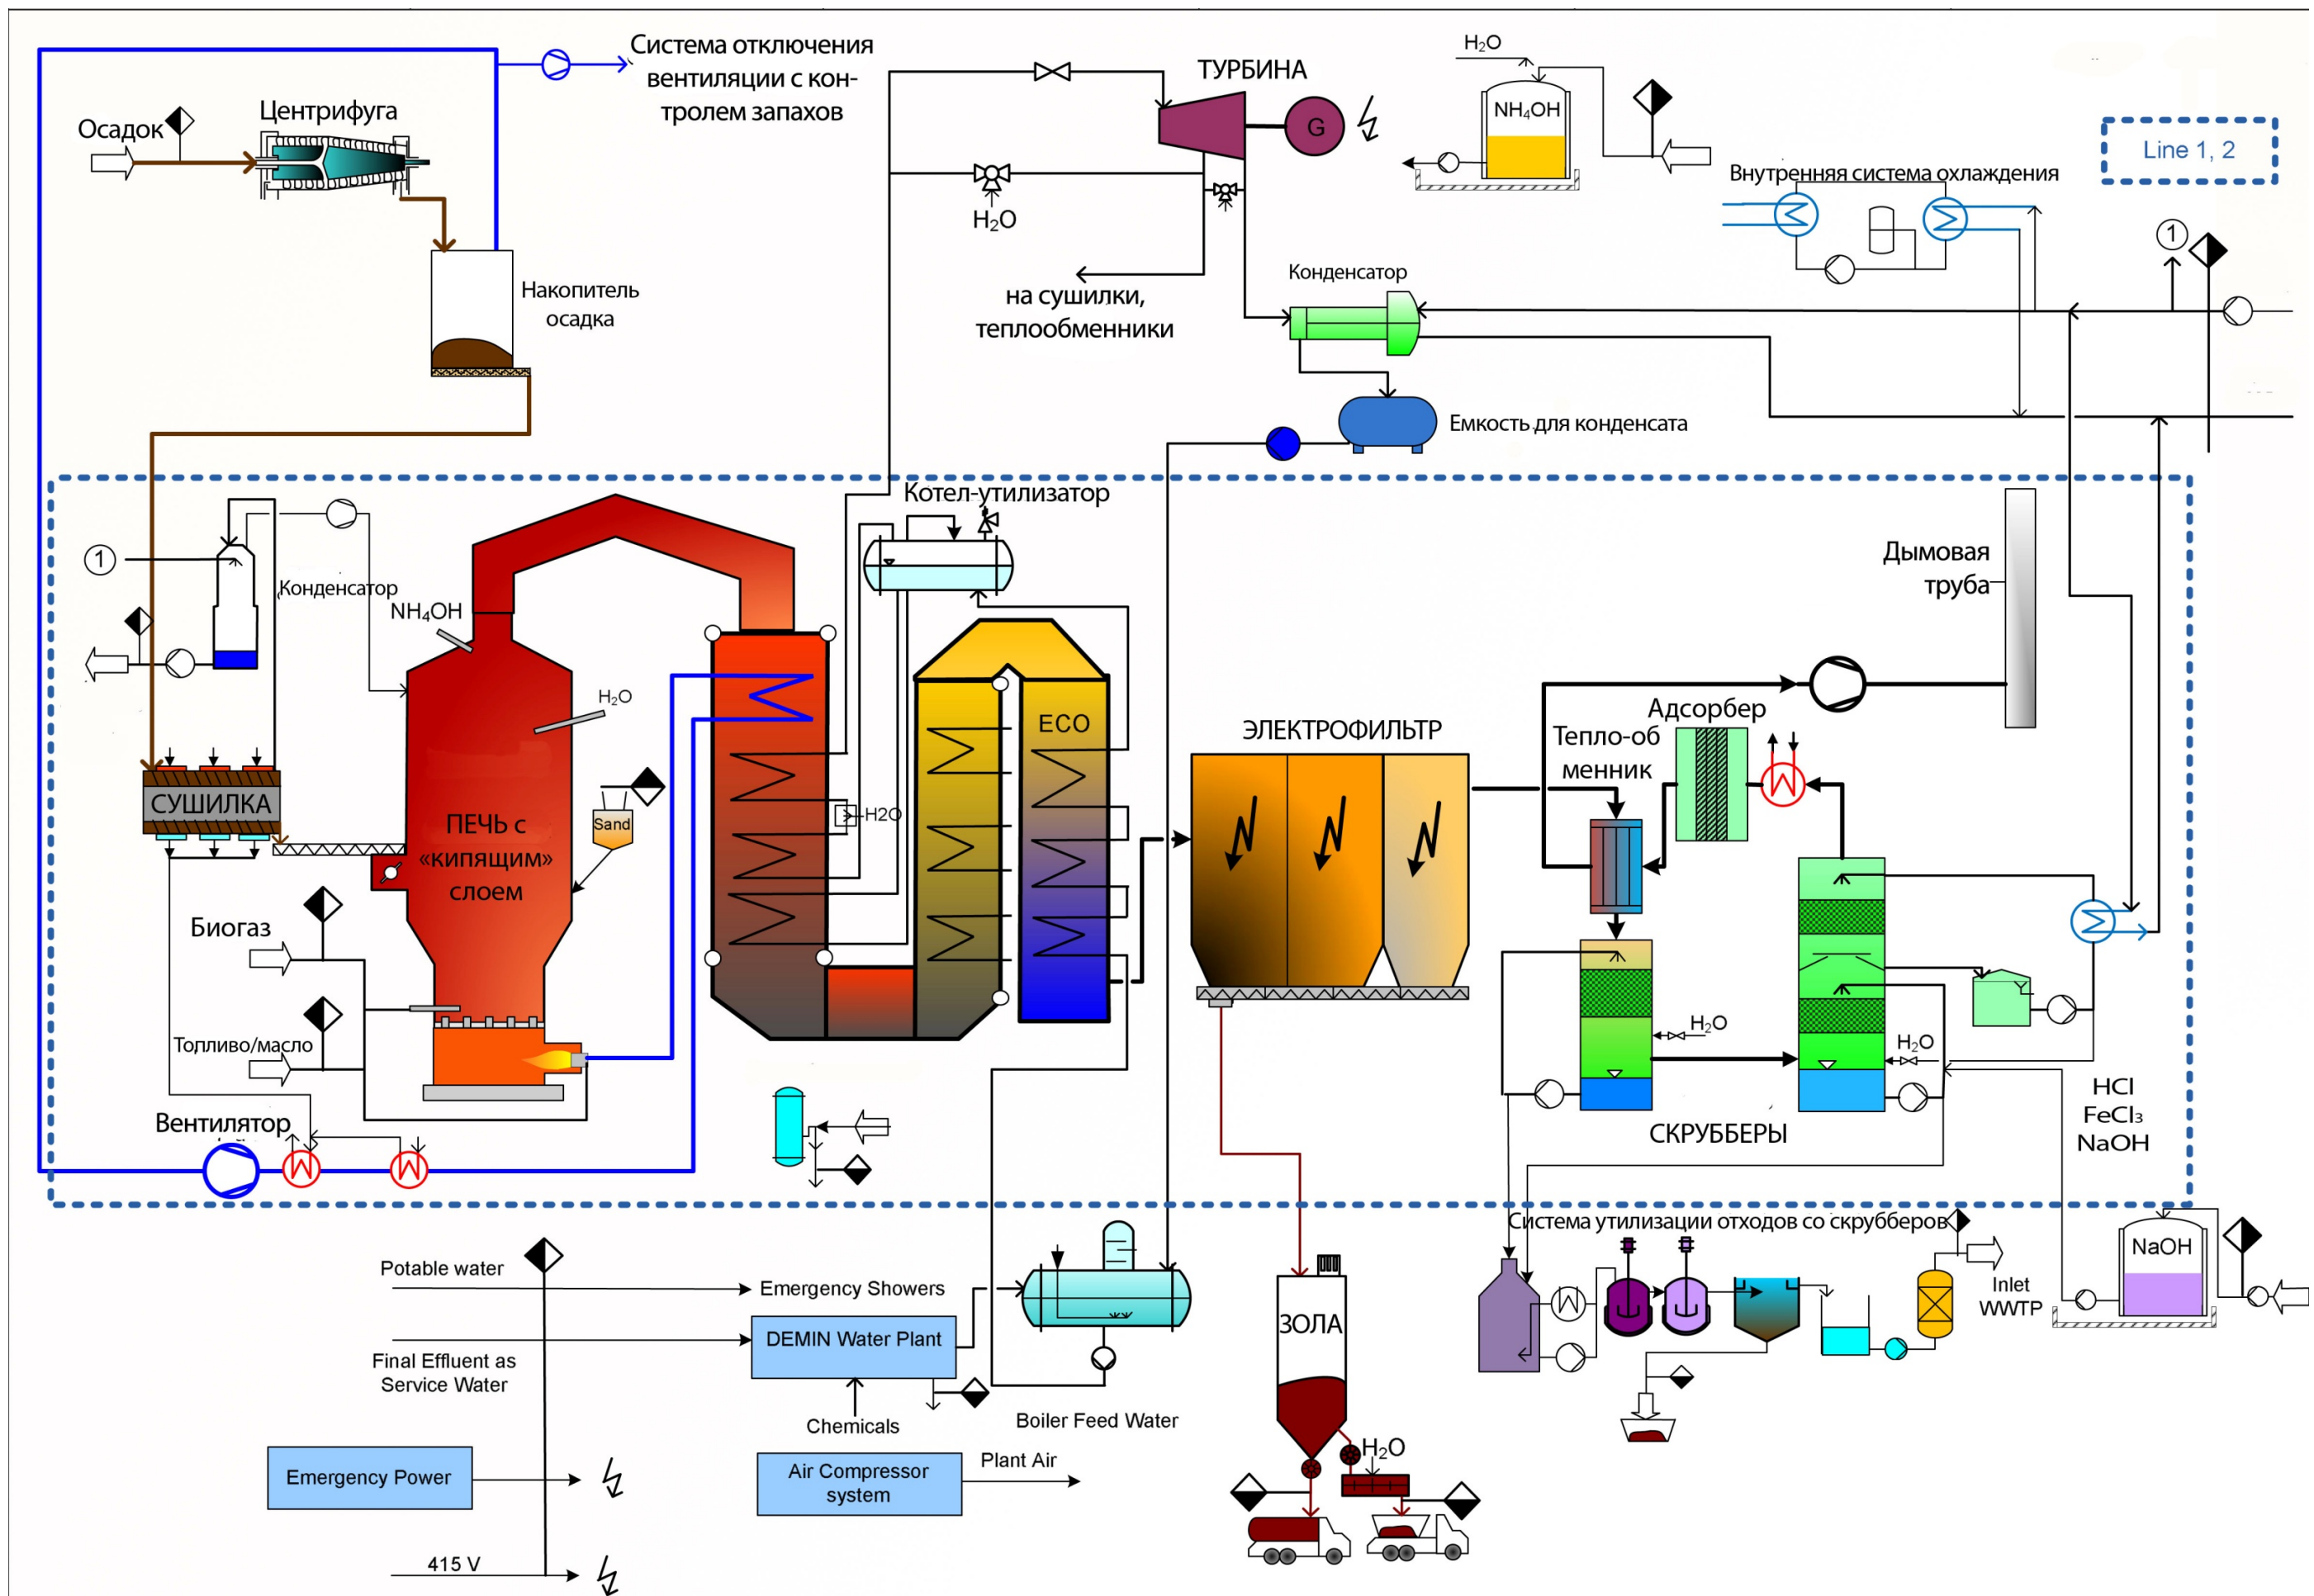 Система отключения
вентиляции с кон-
тролем запахов
Осадок
Центрифуга
Накопитель
осадка
ТУРБИНА
G
H₂O
на сушилки,
теплообменники
H₂O
NH₄OH
Внутренняя система охлаждения
Line 1, 2
1
Конденсатор
Емкость для конденсата
Котел-утилизатор
1
Конденсатор
NH₄OH
H₂O
СУШИЛКА
ПЕЧЬ с
«кипящим»
слоем
Sand
H2O
ECO
Биогаз
Топливо/масло
Вентилятор
ЭЛЕКТРОФИЛЬТР
Тепло-об
менник
Адсорбер
Дымовая
труба
H₂O
H₂O
СКРУББЕРЫ
HCl
FeCl₃
NaOH
Potable water
Emergency Showers
Final Effluent as
Service Water
DEMIN Water Plant
Chemicals
Boiler Feed Water
Emergency Power
Air Compressor
system
Plant Air
415 V
ЗОЛА
H₂O
Система утилизации отходов со скрубберов
Inlet
WWTP
NaOH